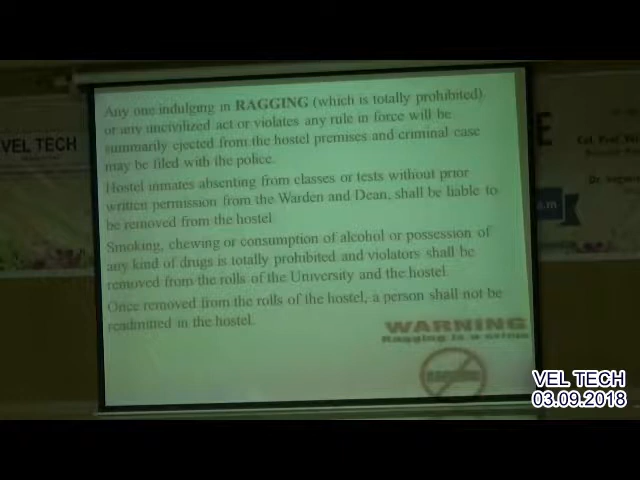 Any one indulging in RAGGING (which is totally prohibited)
or any uncivilized act or violates any rule in force will be
summarily ejected from the hostel premises and criminal case
may be filed with the police.
Hostel inmates absenting from classes or tests without prior
written permission from the Warden and Dean, shall be liable to
be removed from the hostel
Smoking, chewing or consumption of alcohol or possession of
any kind of drugs is totally prohibited and violators shall be
removed from the rolls of the University and the hostel
Once removed from the rolls of the hostel, a person shall not be
readmitted in the hostel.
WARNING
Ragging is a crime
VEL TECH
VEL TECH
03.09.2018